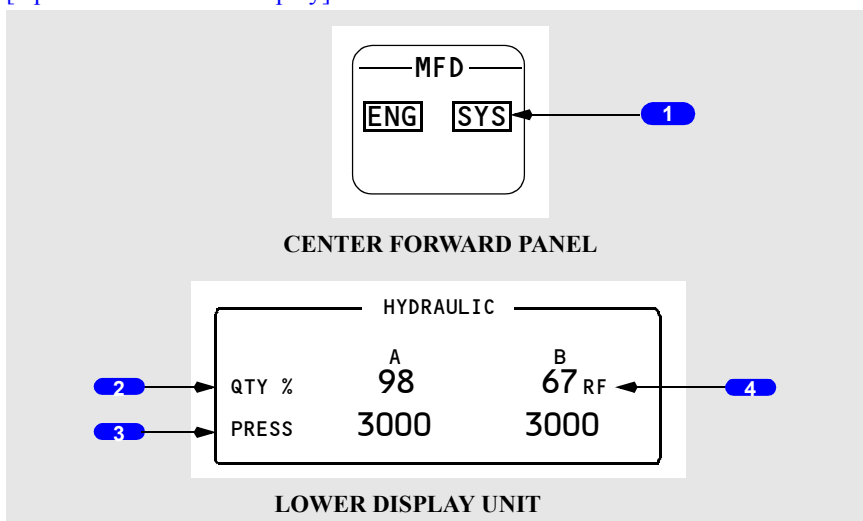 MFD
ENG SYS
1
CENTER FORWARD PANEL
HYDRAULIC
A B
2 QTY % 98 67 RF 4
3 PRESS 3000 3000
LOWER DISPLAY UNIT